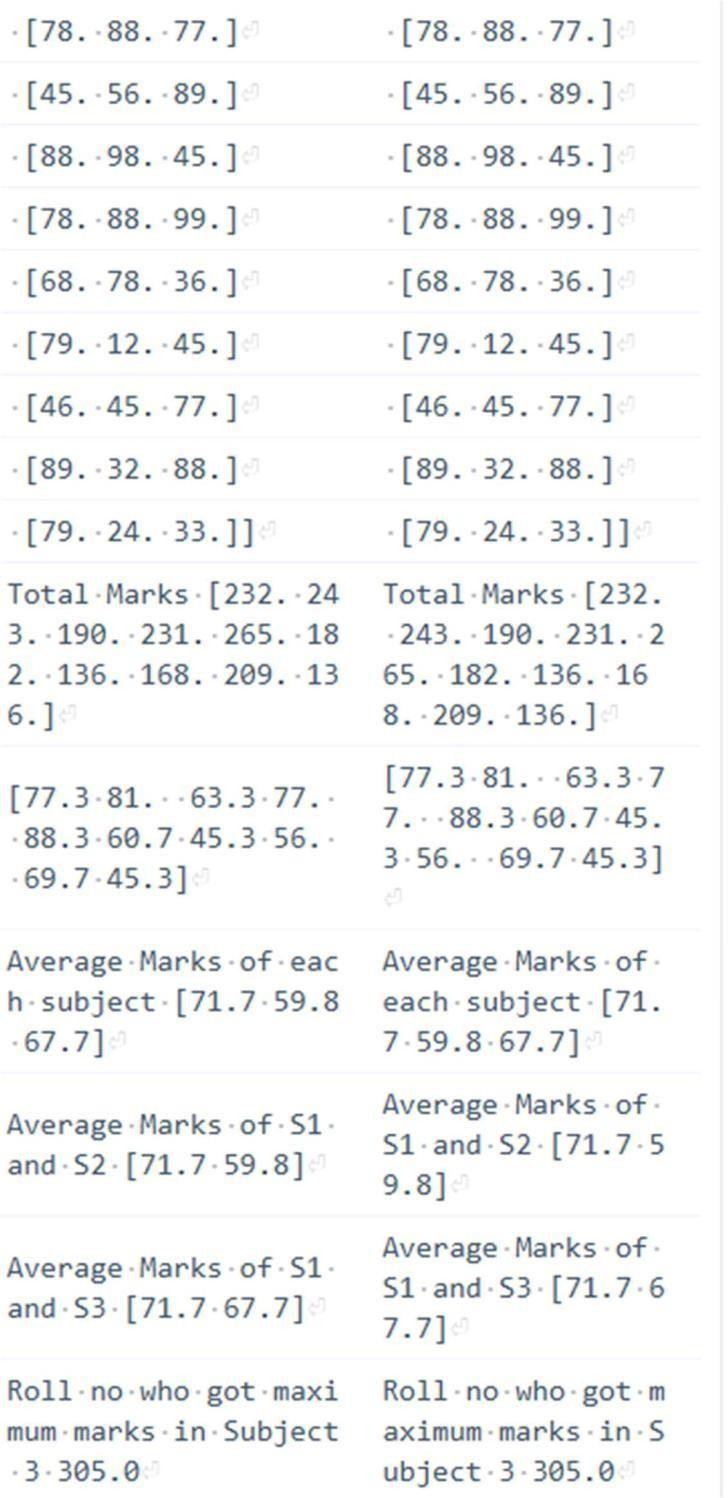 [78. 88. 77.] [78. 88. 77.]
[45. 56. 89.] [45. 56. 89.]
[88. 98. 45.] [88. 98. 45.]
[78. 88. 99.] [78. 88. 99.]
[68. 78. 36.] [68. 78. 36.]
[79. 12. 45.] [79. 12. 45.]
[46. 45. 77.] [46. 45. 77.]
[89. 32. 88.] [89. 32. 88.]
[79. 24. 33.]] [79. 24. 33.]]
Total Marks [232. 24
3. 190. 231. 265. 18
2. 136. 168. 209. 13
6.]
Total Marks [232.
243. 190. 231. 2
65. 182. 136. 16
8. 209. 136.]
[77.3 81.  63.3 77.
88.3 60.7 45.3 56.
69.7 45.3]
[77.3 81.  63.3 7
7.  88.3 60.7 45.
3 56.  69.7 45.3]
Average Marks of eac
h subject [71.7 59.8
67.7]
Average Marks of
each subject [71.
7 59.8 67.7]
Average Marks of S1
and S2 [71.7 59.8]
Average Marks of
S1 and S2 [71.7 5
9.8]
Average Marks of S1
and S3 [71.7 67.7]
Average Marks of
S1 and S3 [71.7 6
7.7]
Roll no who got maxi
mum marks in Subject
3 305.0
Roll no who got m
aximum marks in S
ubject 3 305.0